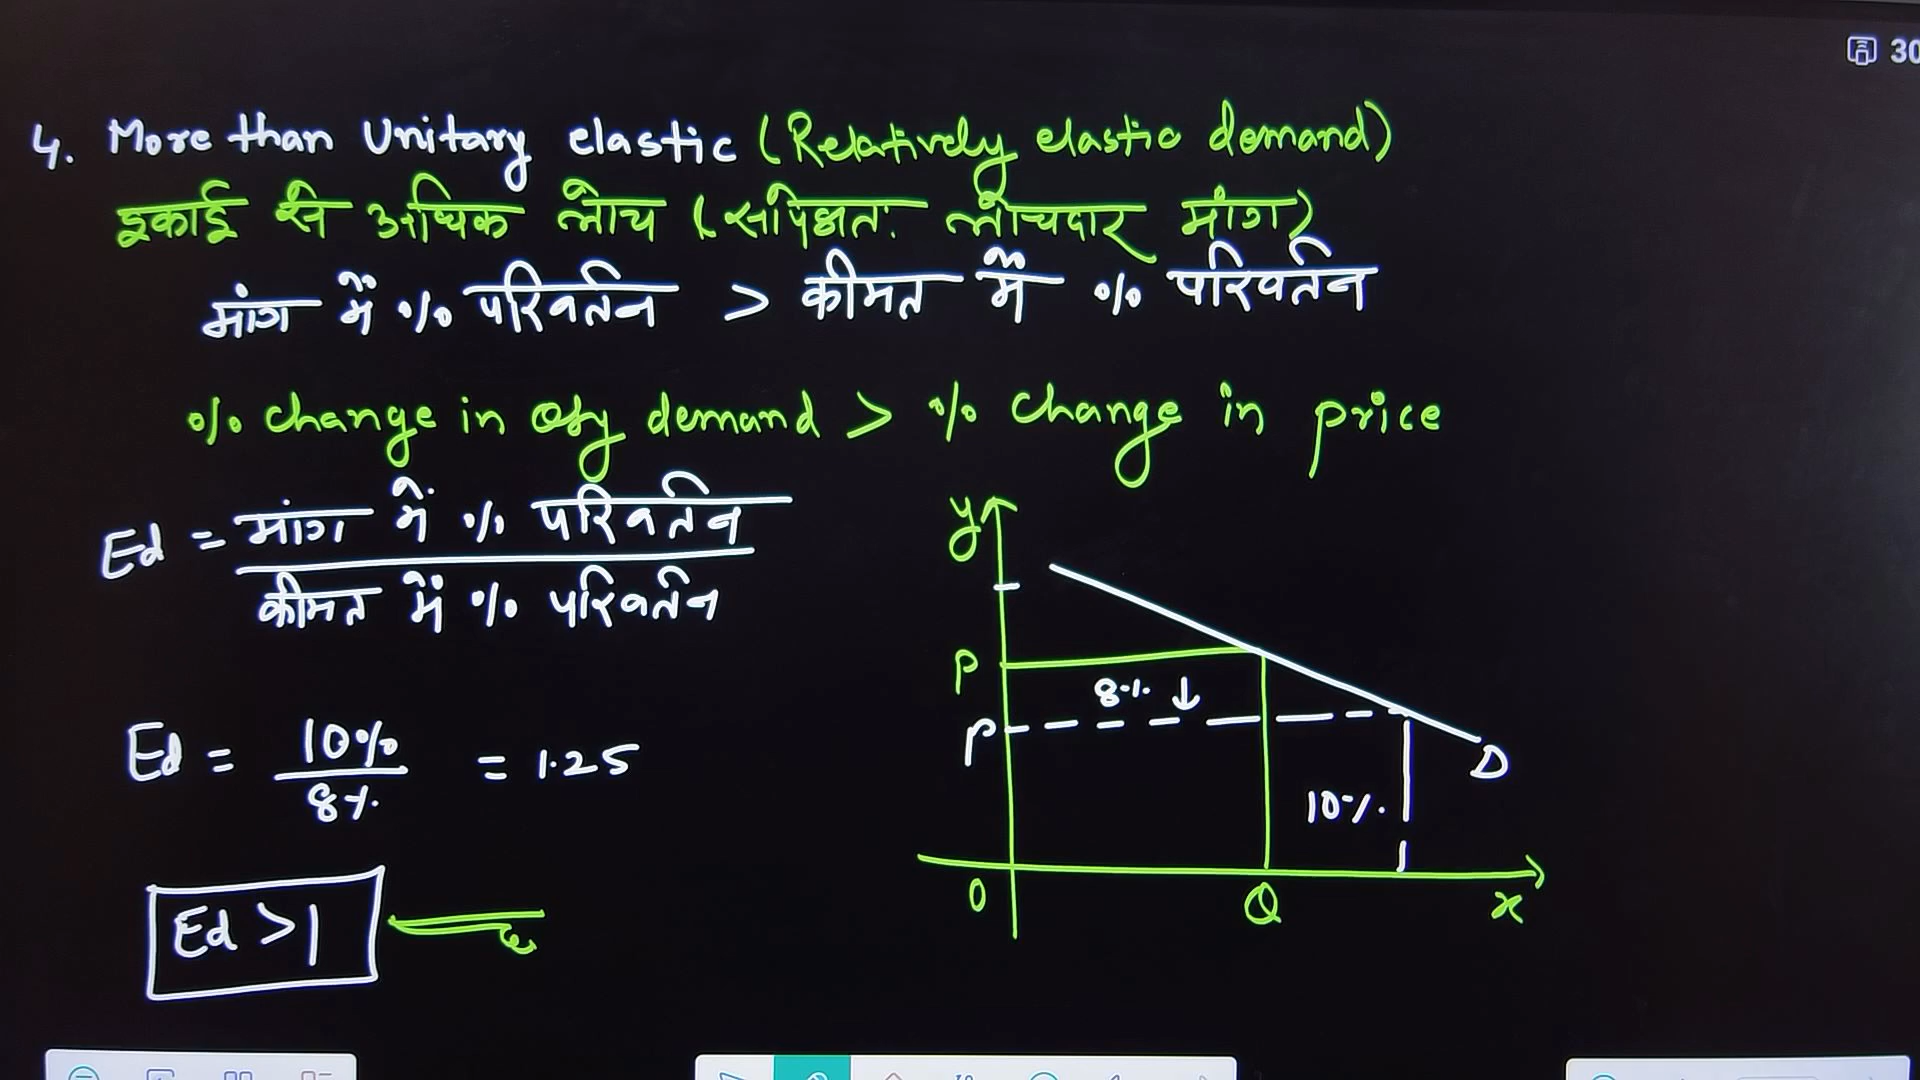 30
4. More than Unitary elastic (Relatively elastic demand)
इकाई से अधिक लोच (सापेक्षत: लोचदार मांग)
मांग में % परिवर्तन > कीमत में % परिवर्तन
% change in qty demand > % change in price
Ed = मांग में % परिवर्तन
कीमत में % परिवर्तन
Ed = 10%
8%
= 1.25
Ed > 1
y
P
8% ↓
P
D
10%
0
Q
x